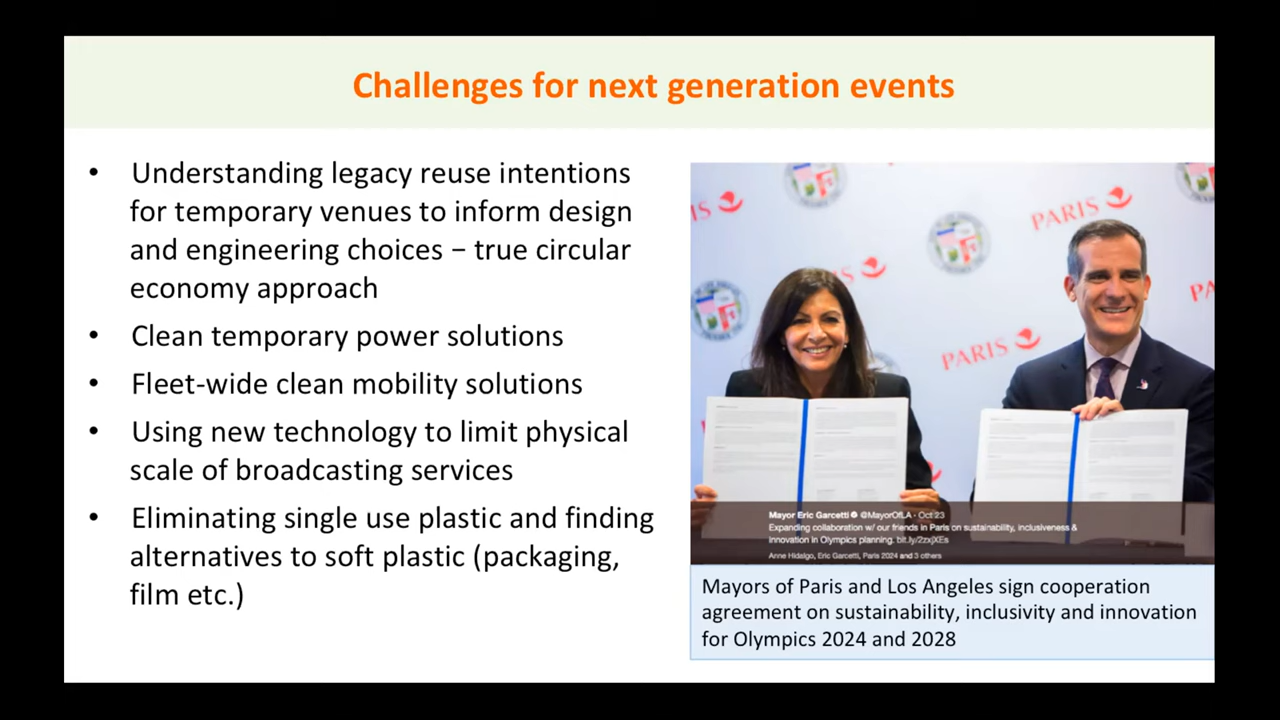 Challenges for next generation events
• Understanding legacy reuse intentions
for temporary venues to inform design
and engineering choices – true circular
economy approach
• Clean temporary power solutions
• Fleet-wide clean mobility solutions
• Using new technology to limit physical
scale of broadcasting services
• Eliminating single use plastic and finding
alternatives to soft plastic (packaging,
film etc.)
PARIS
PARIS
Mayor Eric Garcetti @MayorOfLA · Oct 23
Expanding collaboration w/ our friends in Paris on sustainability, inclusiveness &
innovation in Olympics planning. bit.ly/2zxjXEs
Anne Hidalgo, Eric Garcetti, Paris 2024 and 3 others
Mayors of Paris and Los Angeles sign cooperation
agreement on sustainability, inclusivity and innovation
for Olympics 2024 and 2028